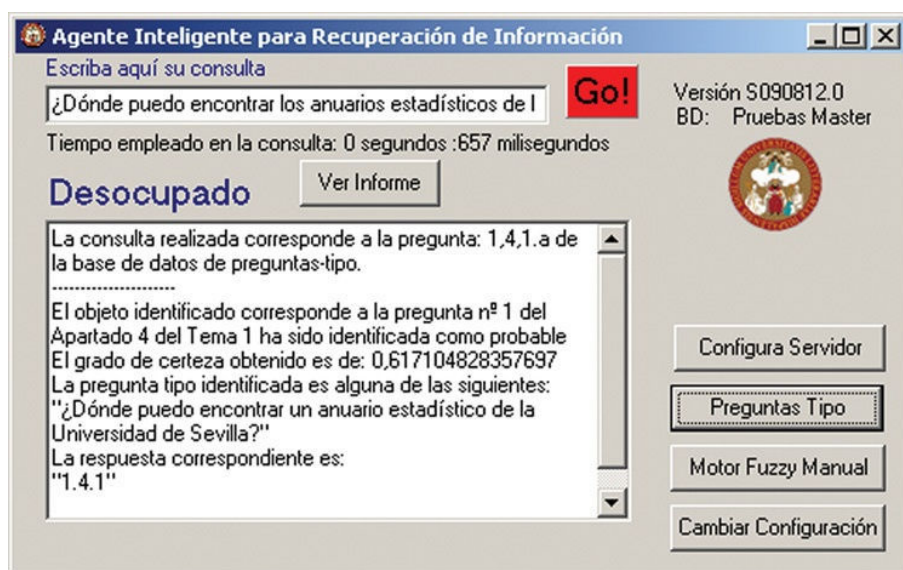 Agente Inteligente para Recuperación de Información
Escriba aquí su consulta
¿Dónde puedo encontrar los anuarios estadísticos de l
Go!
Versión S090812.0
BD: Pruebas Master
Tiempo empleado en la consulta: 0 segundos :657 milisegundos
Desocupado
Ver Informe
La consulta realizada corresponde a la pregunta: 1,4,1.a de
la base de datos de preguntas-tipo.
----------------------
El objeto identificado corresponde a la pregunta nº 1 del
Apartado 4 del Tema 1 ha sido identificada como probable
El grado de certeza obtenido es de: 0,617104828357697
La pregunta tipo identificada es alguna de las siguientes:
"¿Dónde puedo encontrar un anuario estadístico de la
Universidad de Sevilla?"
La respuesta correspondiente es:
"1.4.1"
Configura Servidor
Preguntas Tipo
Motor Fuzzy Manual
Cambiar Configuración